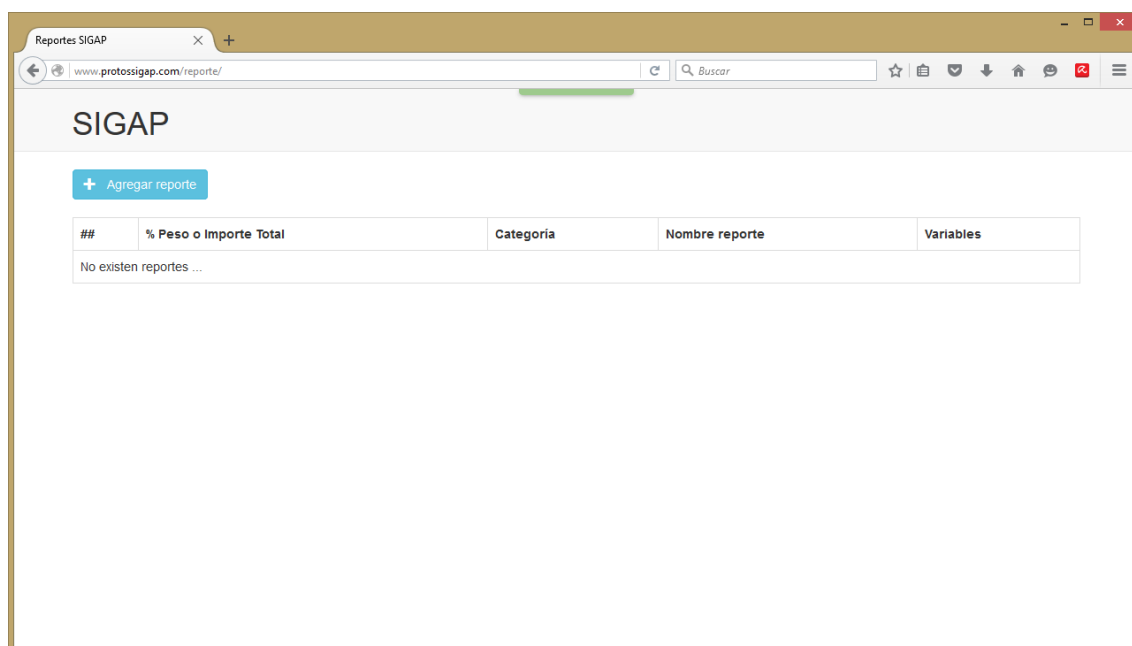 Reportes SIGAP
www.protossigap.com/reporte/
Buscar
SIGAP
Agregar reporte
## % Peso o Importe Total Categoría Nombre reporte Variables
No existen reportes ...